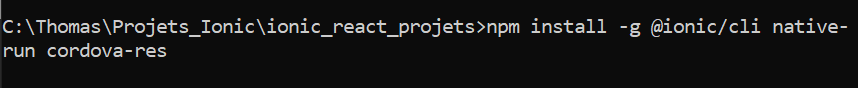 C:\Thomas\Projets_Ionic\ionic_react_projets>npm install -g @ionic/cli native-
run cordova-res